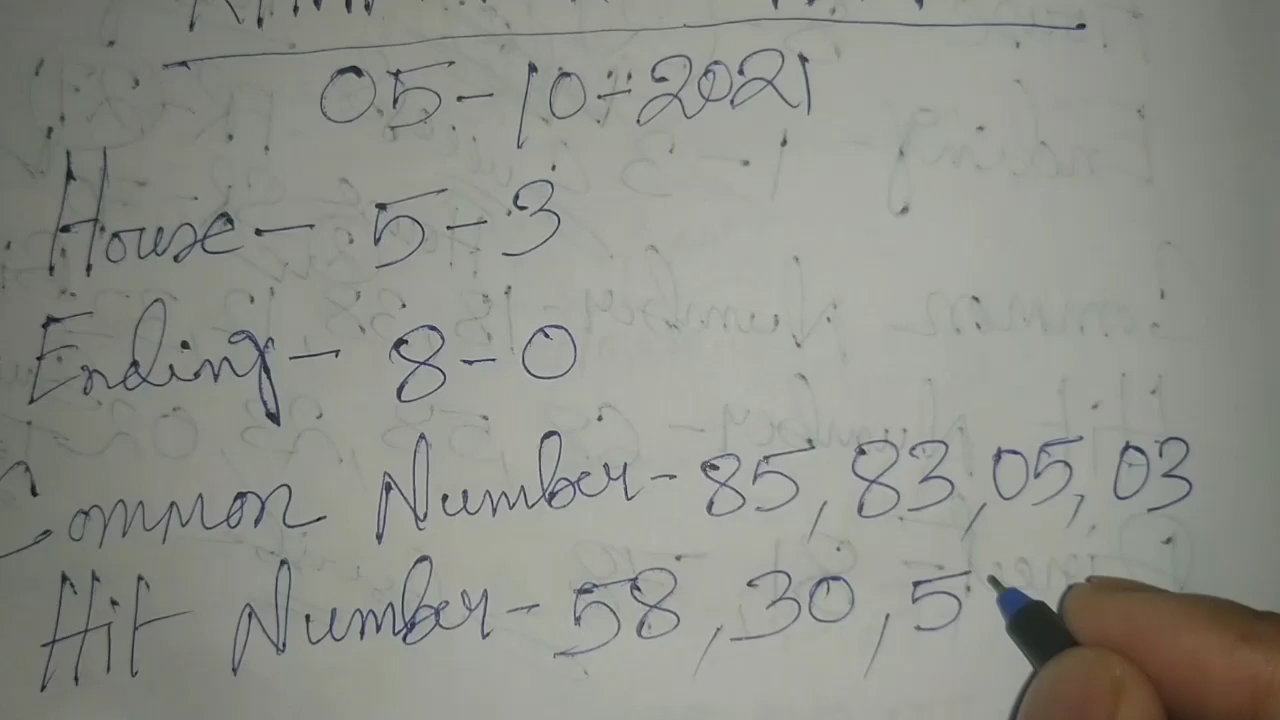 05-10-2021
House- 5-3
Ending- 8-0
Common Number-85,83,05,03
Hit Number-58,30,5